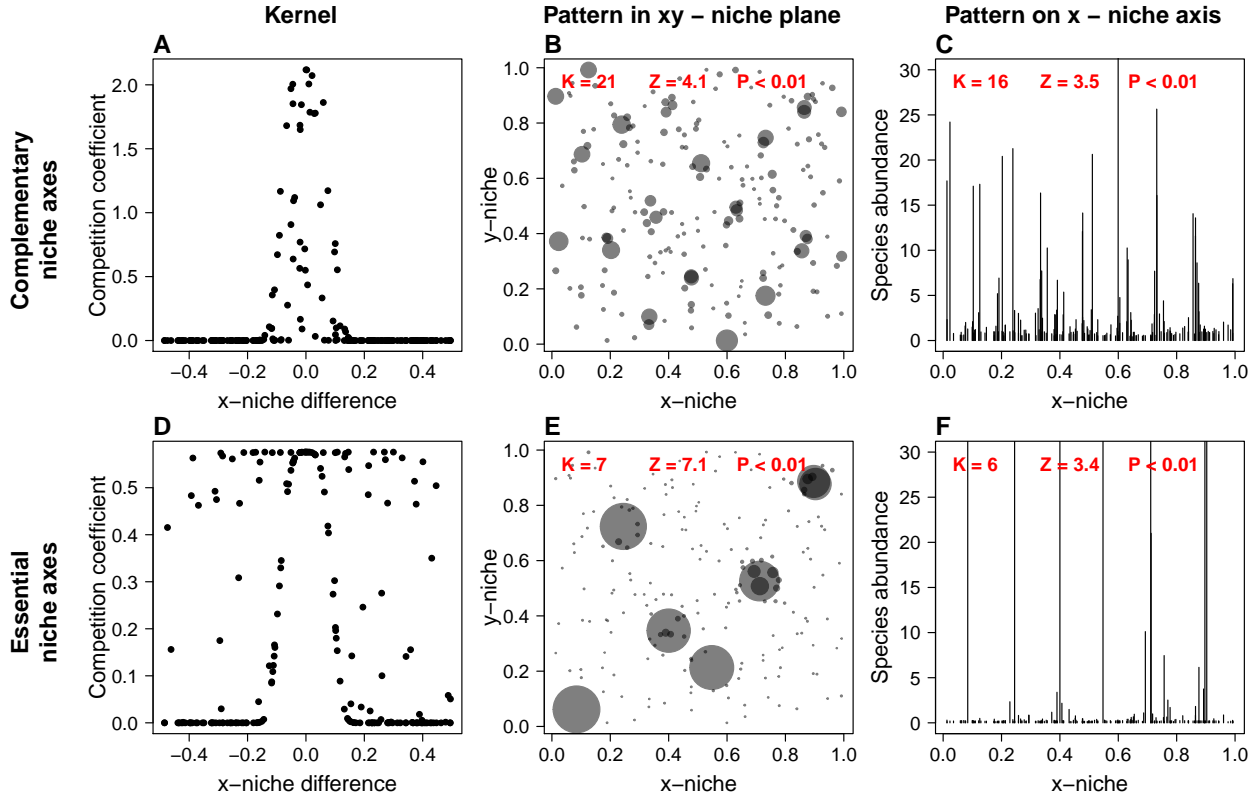 Kernel
Pattern in xy − niche plane
Pattern on x − niche axis
Complementary
niche axes
A
Competition coefficient
2.0
1.5
1.0
0.5
0.0
−0.4 −0.2 0.0 0.2 0.4
x−niche difference
B
K = 21 Z = 4.1 P < 0.01
y−niche
1.0
0.8
0.6
0.4
0.2
0.0
0.0 0.2 0.4 0.6 0.8 1.0
x−niche
C
K = 16 Z = 3.5 P < 0.01
Species abundance
30
25
20
15
10
5
0
0.0 0.2 0.4 0.6 0.8 1.0
x−niche
Essential
niche axes
D
Competition coefficient
0.5
0.4
0.3
0.2
0.1
0.0
−0.4 −0.2 0.0 0.2 0.4
x−niche difference
E
K = 7 Z = 7.1 P < 0.01
y−niche
1.0
0.8
0.6
0.4
0.2
0.0
0.0 0.2 0.4 0.6 0.8 1.0
x−niche
F
K = 6 Z = 3.4 P < 0.01
Species abundance
30
25
20
15
10
5
0
0.0 0.2 0.4 0.6 0.8 1.0
x−niche